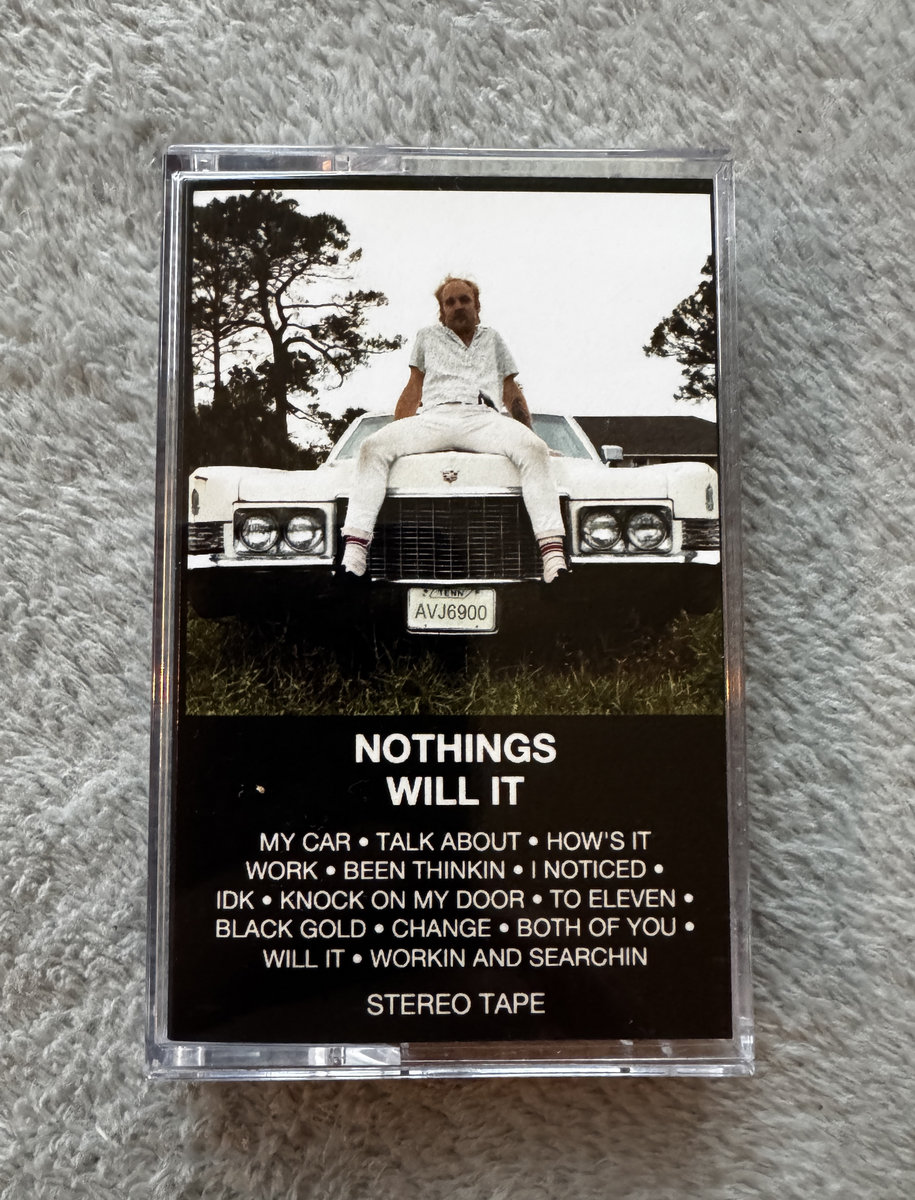 TENN
AVJ6900
NOTHINGS
WILL IT
MY CAR • TALK ABOUT • HOW'S IT
WORK • BEEN THINKIN • I NOTICED •
IDK • KNOCK ON MY DOOR • TO ELEVEN •
BLACK GOLD • CHANGE • BOTH OF YOU •
WILL IT • WORKIN AND SEARCHIN
STEREO TAPE